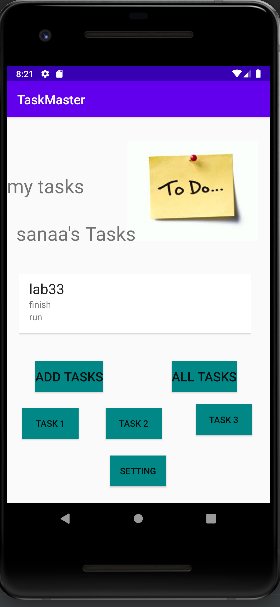 8:21
TaskMaster
To Do...
my tasks
sanaa's Tasks
lab33
finish
run
ADD TASKS
ALL TASKS
TASK 1
TASK 2
TASK 3
SETTING